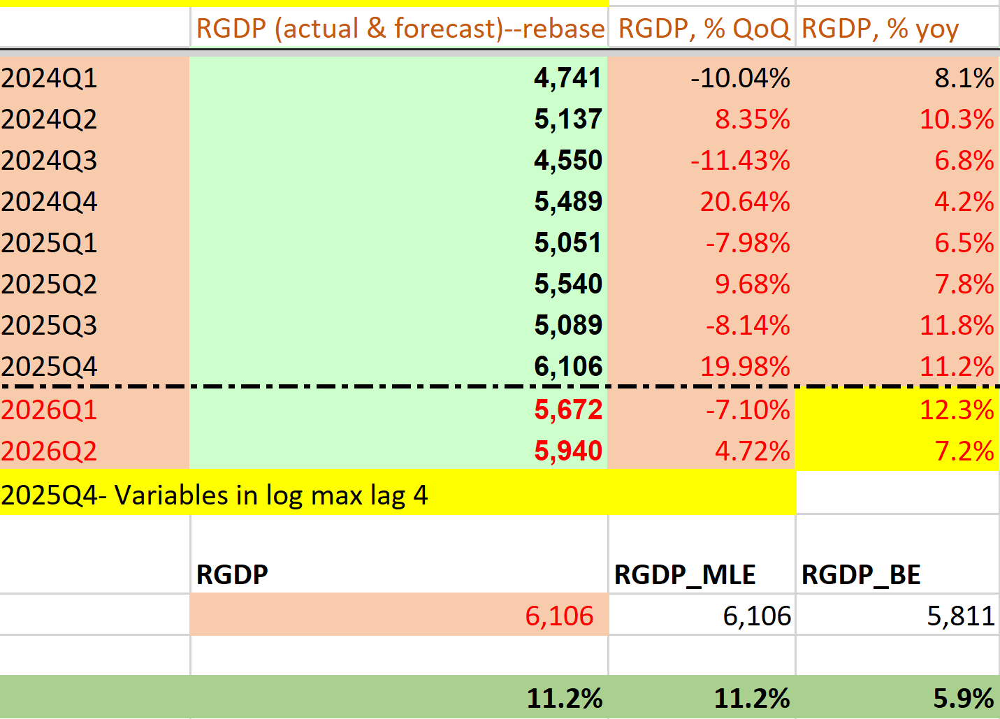 RGDP (actual & forecast)--rebase RGDP, % QoQ RGDP, % yoy
2024Q1 4,741 -10.04% 8.1%
2024Q2 5,137 8.35% 10.3%
2024Q3 4,550 -11.43% 6.8%
2024Q4 5,489 20.64% 4.2%
2025Q1 5,051 -7.98% 6.5%
2025Q2 5,540 9.68% 7.8%
2025Q3 5,089 -8.14% 11.8%
2025Q4 6,106 19.98% 11.2%
2026Q1 5,672 -7.10% 12.3%
2026Q2 5,940 4.72% 7.2%
2025Q4- Variables in log max lag 4
RGDP RGDP_MLE RGDP_BE
6,106 6,106 5,811
11.2% 11.2% 5.9%